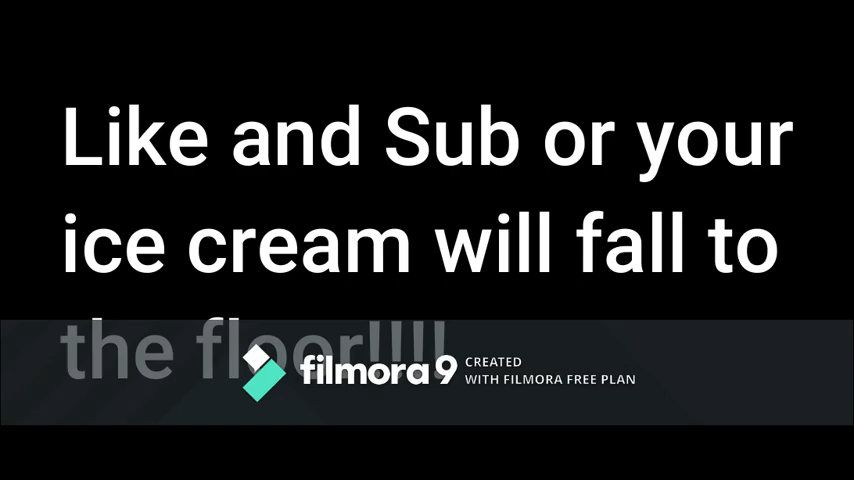 Like and Sub or your
ice cream will fall to
the floor!!!!
filmora 9
CREATED
WITH FILMORA FREE PLAN